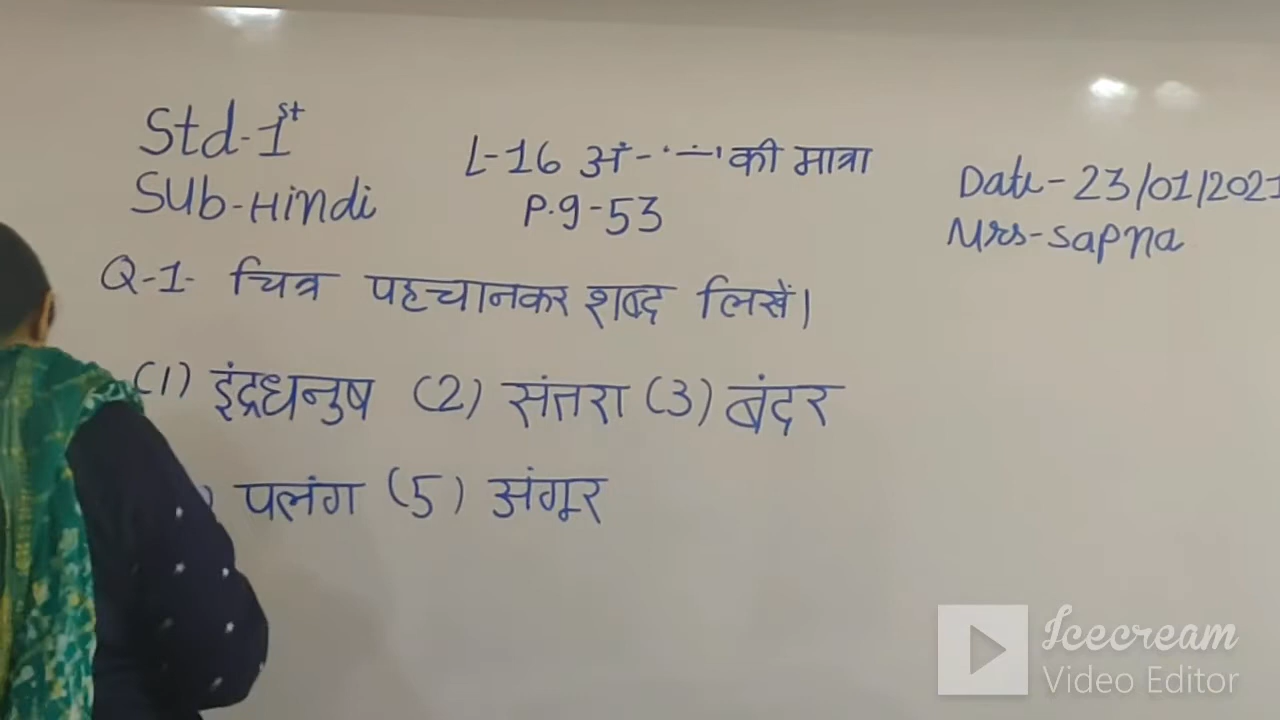 Std-1st
Sub-Hindi
L-16 अं-'ं' की मात्रा
P.g-53
Date-23/01/2021
Mrs-Sapna
Q-1- चित्र पहचानकर शब्द लिखें।
(1) इंद्रधनुष (2) संतरा (3) बंदर
) पलंग (5) अंगूर
Icecream
Video Editor